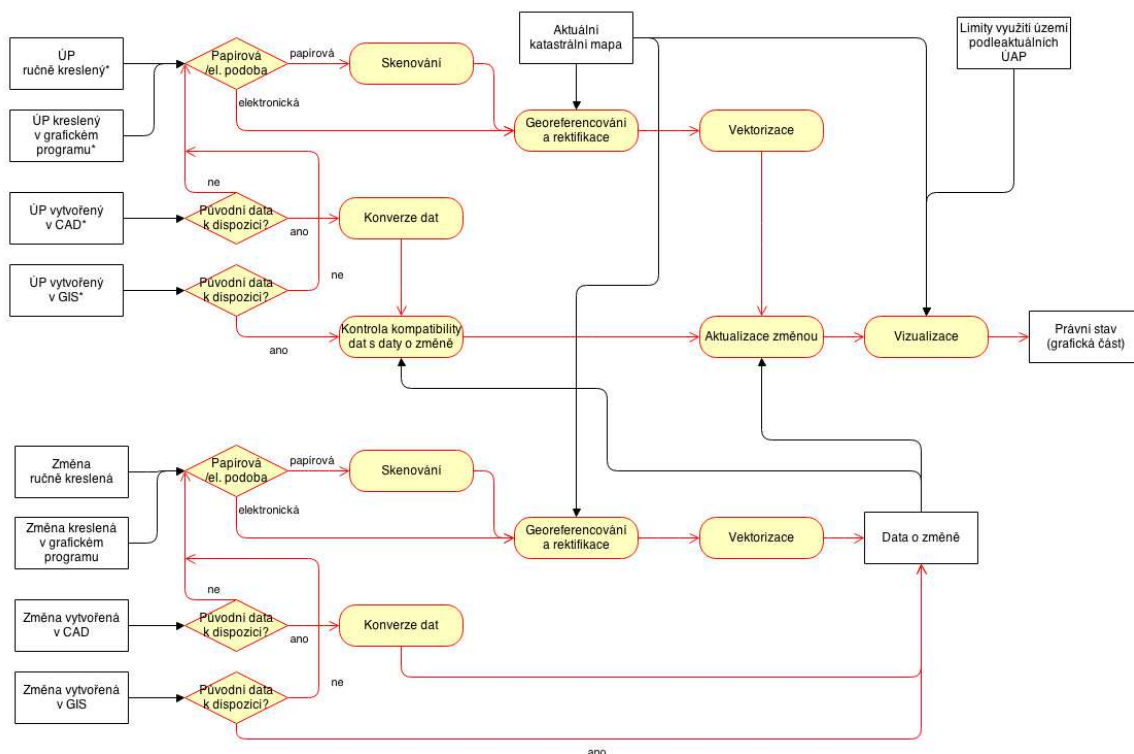 Aktuální
katastrální mapa
Limity využití území
podleaktuálních
ÚAP
ÚP
ručně kreslený*
Papírová
/el. podoba
papírová
Skenování
elektronická
ÚP kreslený
v grafickém
programu*
Georeferencování
a rektifikace
Vektorizace
ne
ÚP vytvořený
v CAD*
Původní data
k dispozici?
ano
Konverze dat
ÚP vytvořený
v GIS*
Původní data
k dispozici?
ne
ano
Kontrola kompatibility
dat s daty o změně
Aktualizace změnou
Vizualizace
Právní stav
(grafická část)
Změna
ručně kreslená
Papírová
/el. podoba
papírová
Skenování
elektronická
Změna kreslená
v grafickém
programu
Georeferencování
a rektifikace
Vektorizace
Data o změně
ne
Změna vytvořená
v CAD
Původní data
k dispozici?
ano
Konverze dat
Změna vytvořená
v GIS
Původní data
k dispozici?
ne
ano